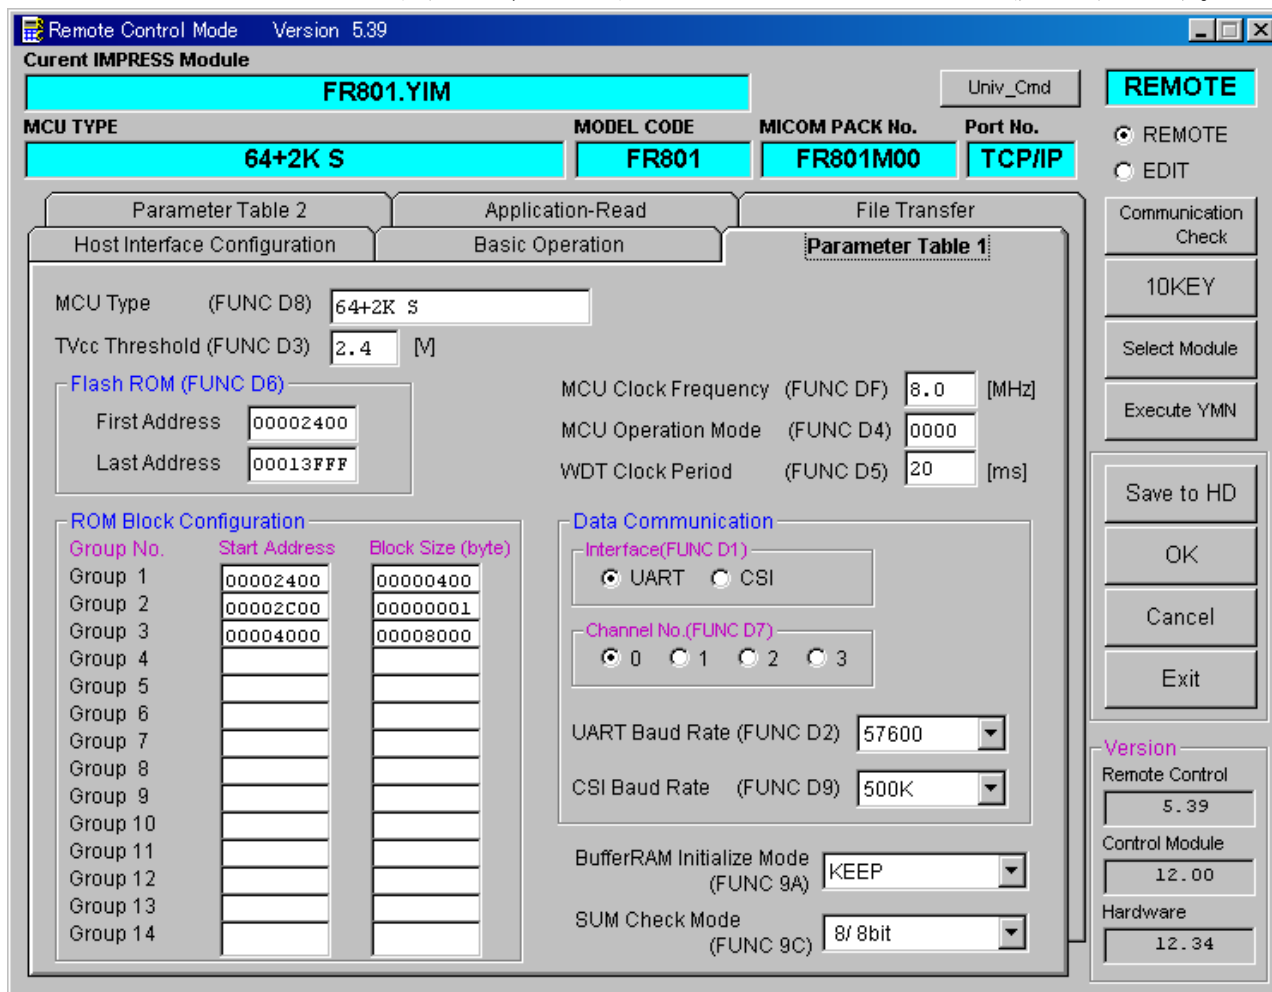 Remote Control Mode Version 5.39
Curent IMPRESS Module
FR801.YIM
Univ_Cmd
REMOTE
MCU TYPE
MODEL CODE
MICOM PACK No.
Port No.
64+2K S
FR801
FR801M00
TCP/IP
REMOTE
EDIT
Parameter Table 2
Application-Read
File Transfer
Host Interface Configuration
Basic Operation
Parameter Table 1
Communication
Check
10KEY
Select Module
Execute YMN
Save to HD
OK
Cancel
Exit
MCU Type (FUNC D8) 64+2K S
TVcc Threshold (FUNC D3) 2.4 [V]
Flash ROM (FUNC D6)
First Address 00002400
Last Address 00013FFF
MCU Clock Frequency (FUNC DF) 8.0 [MHz]
MCU Operation Mode (FUNC D4) 0000
WDT Clock Period (FUNC D5) 20 [ms]
ROM Block Configuration
Group No. Start Address Block Size (byte)
Group 1 00002400 00000400
Group 2 00002C00 00000001
Group 3 00004000 00008000
Group 4
Group 5
Group 6
Group 7
Group 8
Group 9
Group 10
Group 11
Group 12
Group 13
Group 14
Data Communication
Interface(FUNC D1)
UART CSI
Channel No.(FUNC D7)
0 1 2 3
UART Baud Rate (FUNC D2) 57600
CSI Baud Rate (FUNC D9) 500K
BufferRAM Initialize Mode
(FUNC 9A) KEEP
SUM Check Mode
(FUNC 9C) 8/ 8bit
Version
Remote Control
5.39
Control Module
12.00
Hardware
12.34